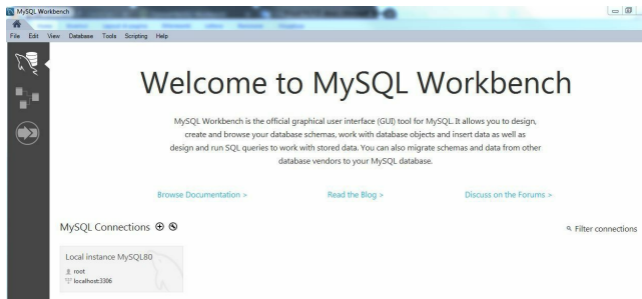 MySQL Workbench
File Edit View Database Tools Scripting Help
Welcome to MySQL Workbench
MySQL Workbench is the official graphical user interface (GUI) tool for MySQL. It allows you to design,
create and browse your database schemas, work with database objects and insert data as well as
design and run SQL queries to work with stored data. You can also migrate schemas and data from other
database vendors to your MySQL database.
Browse Documentation > Read the Blog > Discuss on the Forums >
MySQL Connections
Filter connections
Local instance MySQL80
root
localhost:3306